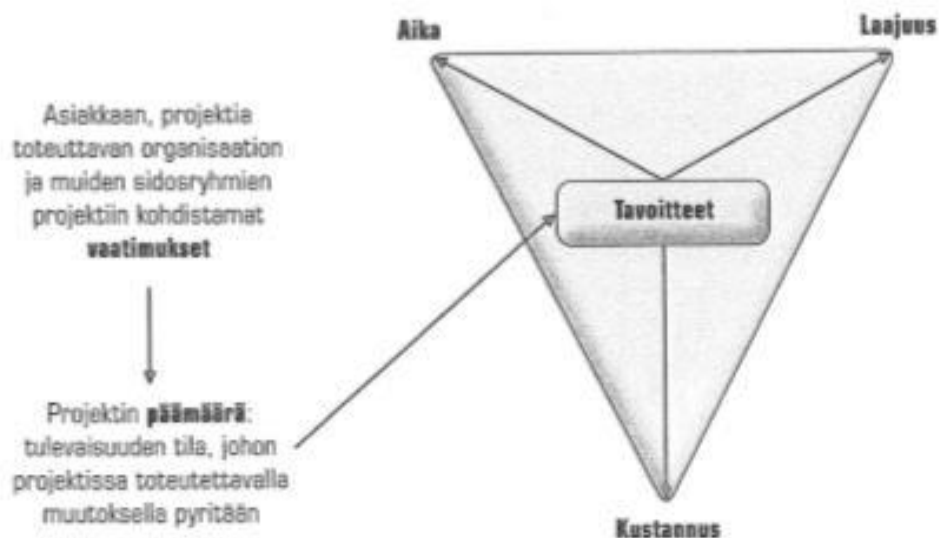 Aika
Laajuus
Asiakkaan, projektia
toteuttavan organisaation
ja muiden sidosryhmien
projektiin kohdistamat
vaatimukset
Tavoitteet
Projektin päämäärä:
tulevaisuuden tila, johon
projektissa toteutettavalla
muutoksella pyritään
Kustannus